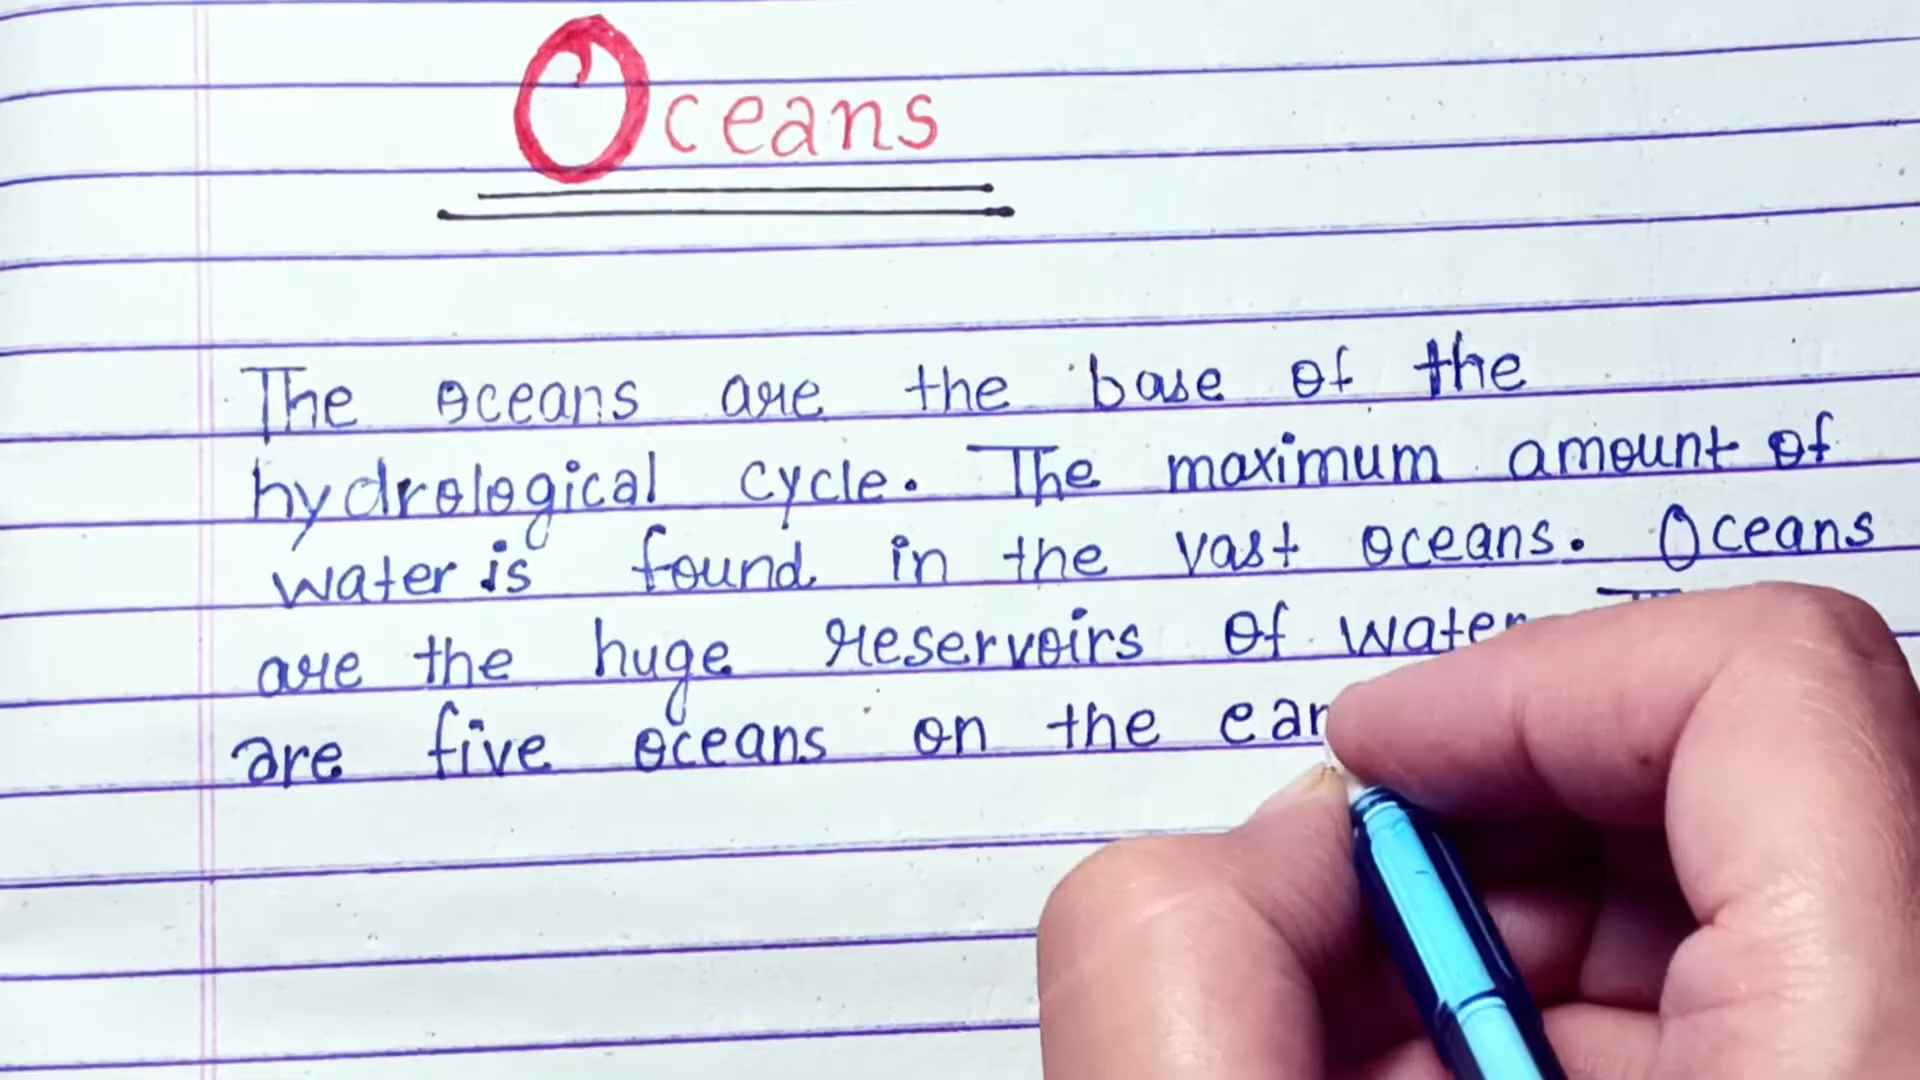 Oceans
The oceans are the base of the
hydrological cycle. The maximum amount of
water is found in the vast oceans. Oceans
are the huge reservoirs of water
are five oceans on the